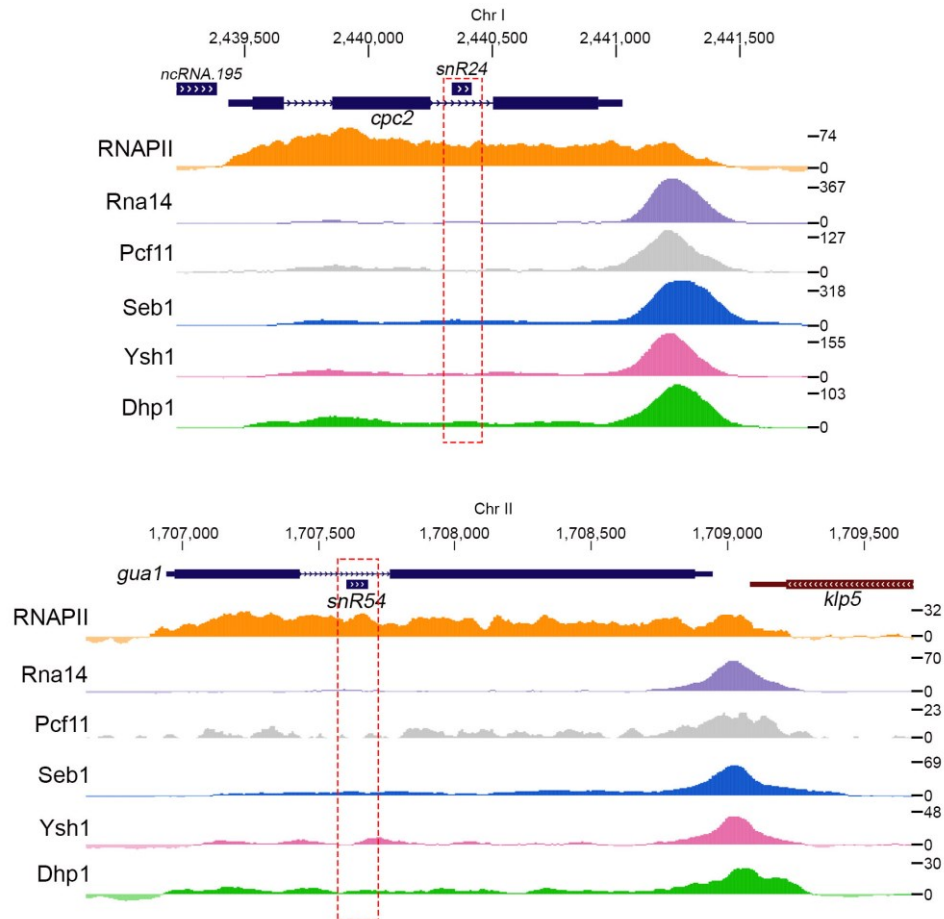 Chr I
2,439,500 2,440,000 2,440,500 2,441,000 2,441,500
ncRNA.195 snR24
cpc2
RNAPII 74
0
Rna14 367
0
Pcf11 127
0
Seb1 318
0
Ysh1 155
0
Dhp1 103
0
Chr II
1,707,000 1,707,500 1,708,000 1,708,500 1,709,000 1,709,500
gua1
snR54 klp5
RNAPII 32
0
Rna14 70
0
Pcf11 23
0
Seb1 69
0
Ysh1 48
0
Dhp1 30
0